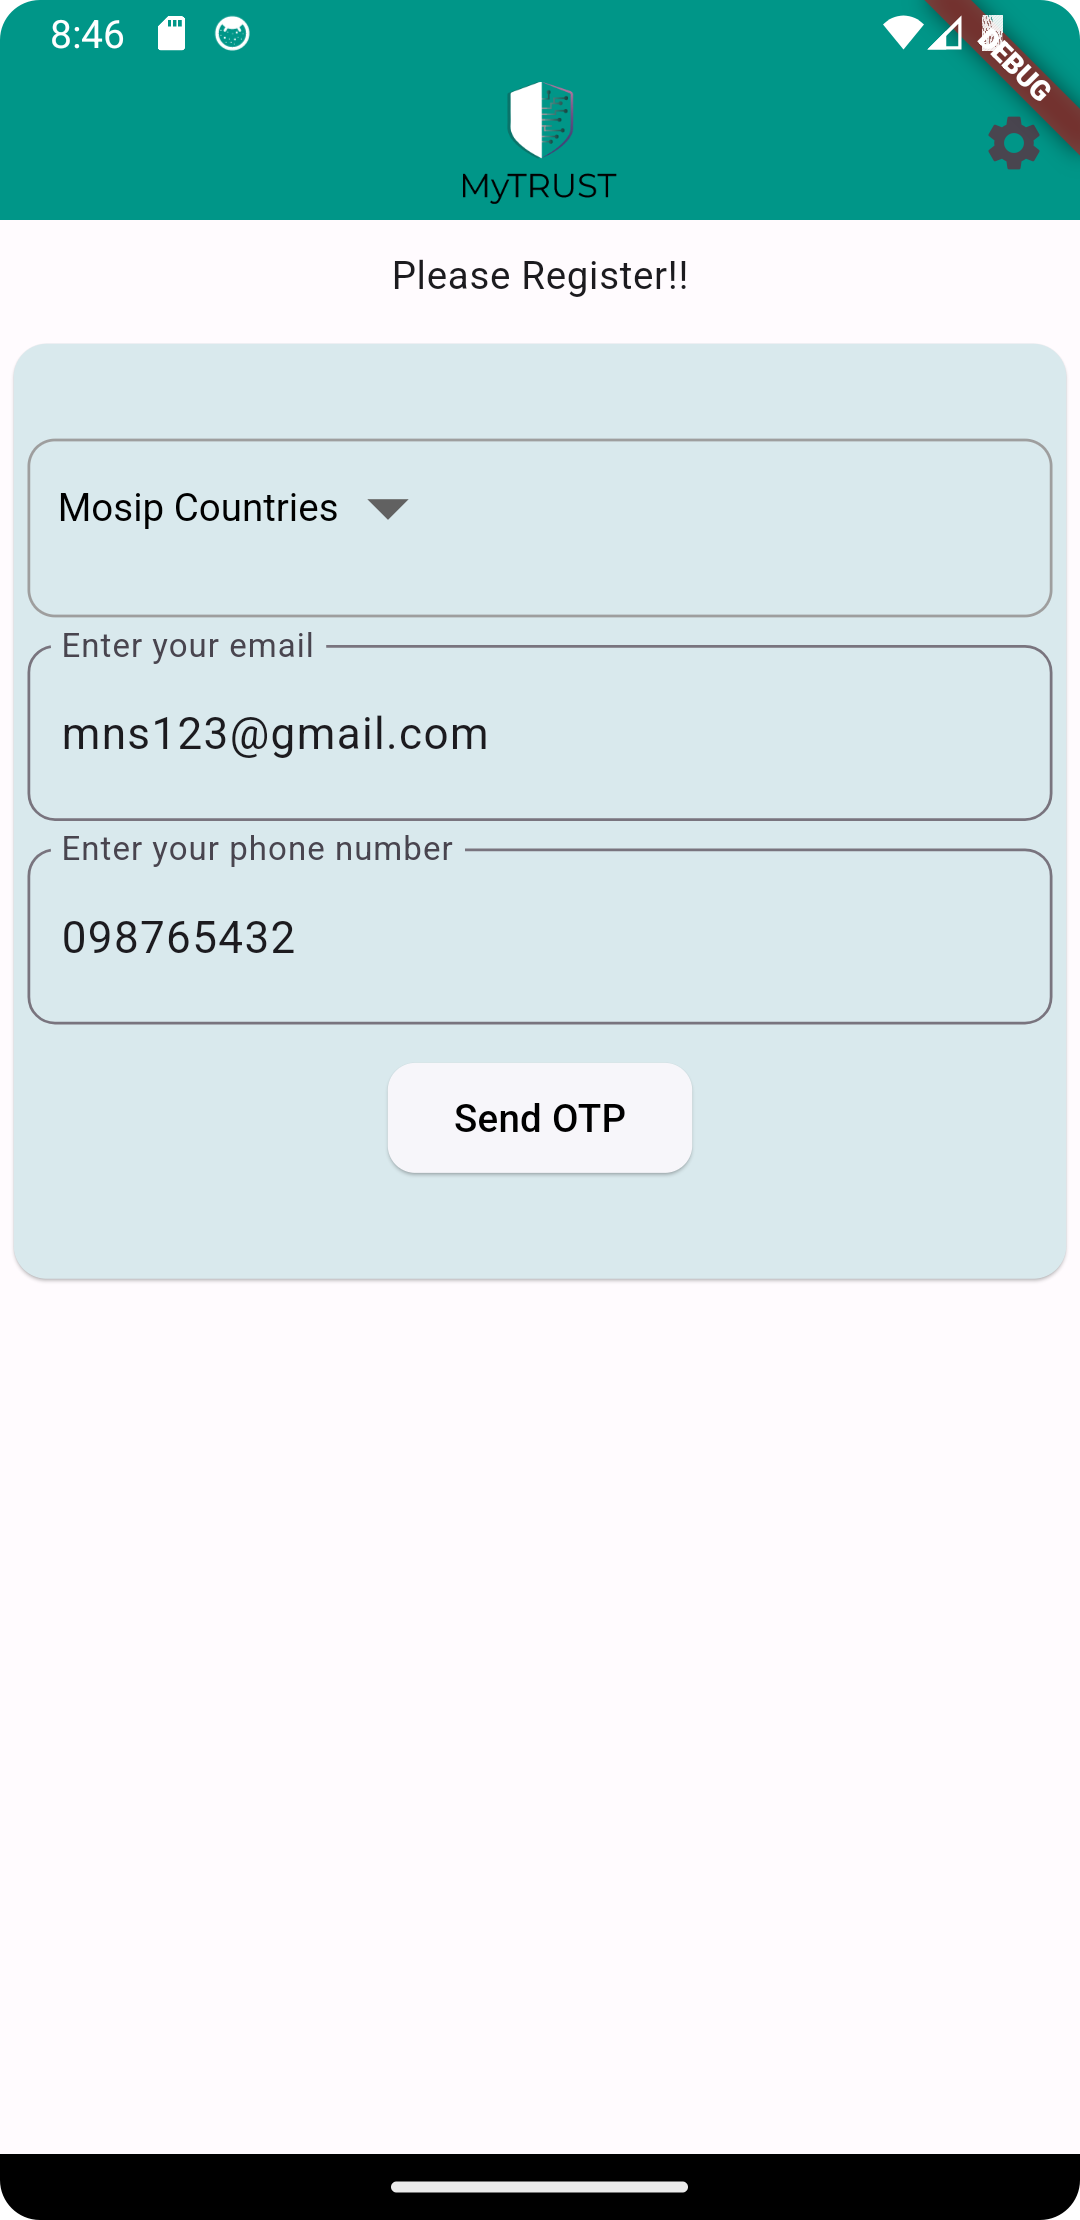 8:46
DEBUG
MyTRUST
Please Register!!
Mosip Countries
Enter your email
mns123@gmail.com
Enter your phone number
098765432
Send OTP